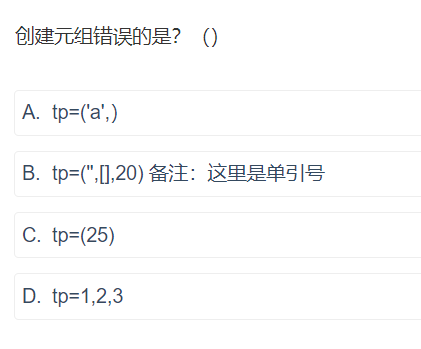 创建元组错误的是？（）
A. tp=('a',)
B. tp=('',[],20) 备注：这里是单引号
C. tp=(25)
D. tp=1,2,3